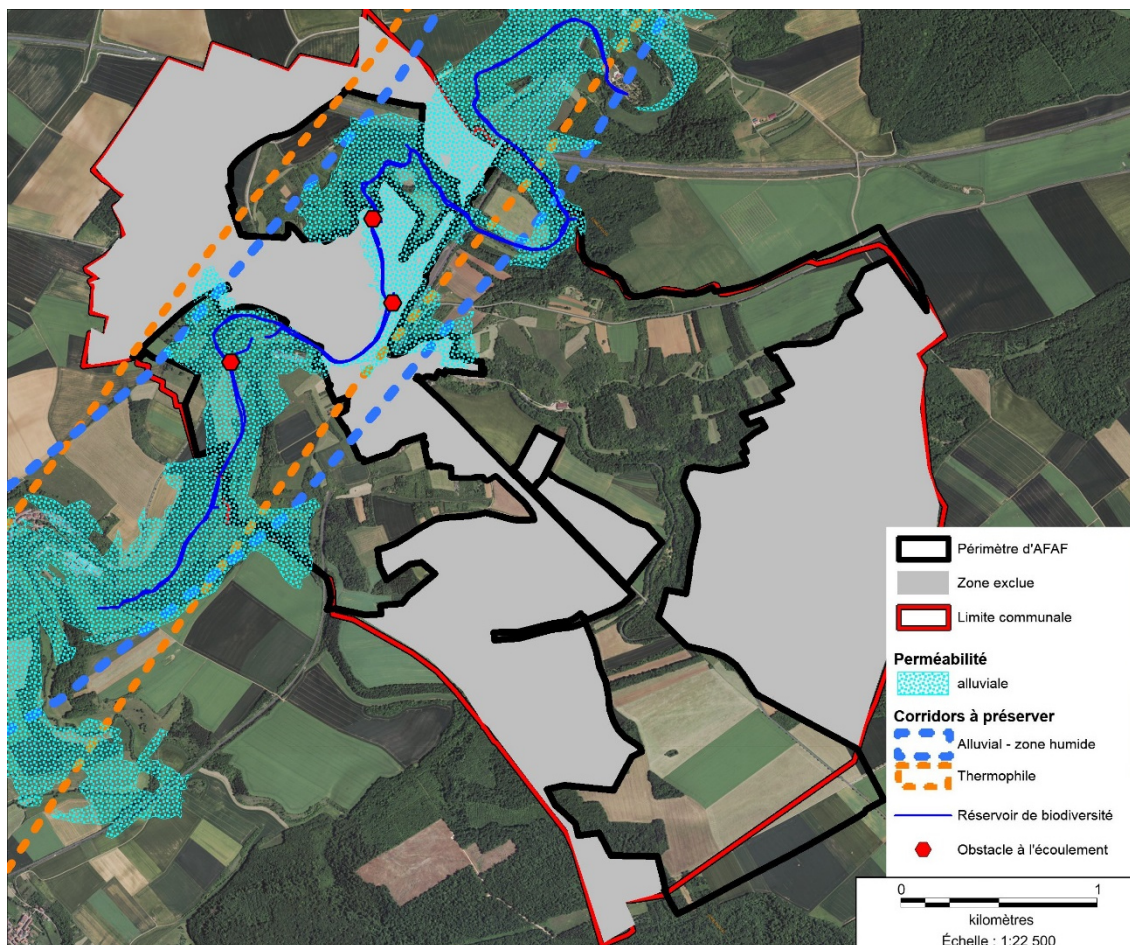 Périmètre d'AFAF
Zone exclue
Limite communale
Perméabilité
alluviale
Corridors à préserver
Alluvial - zone humide
Thermophile
Réservoir de biodiversité
Obstacle à l'écoulement
0 1
kilomètres
Échelle : 1:22 500